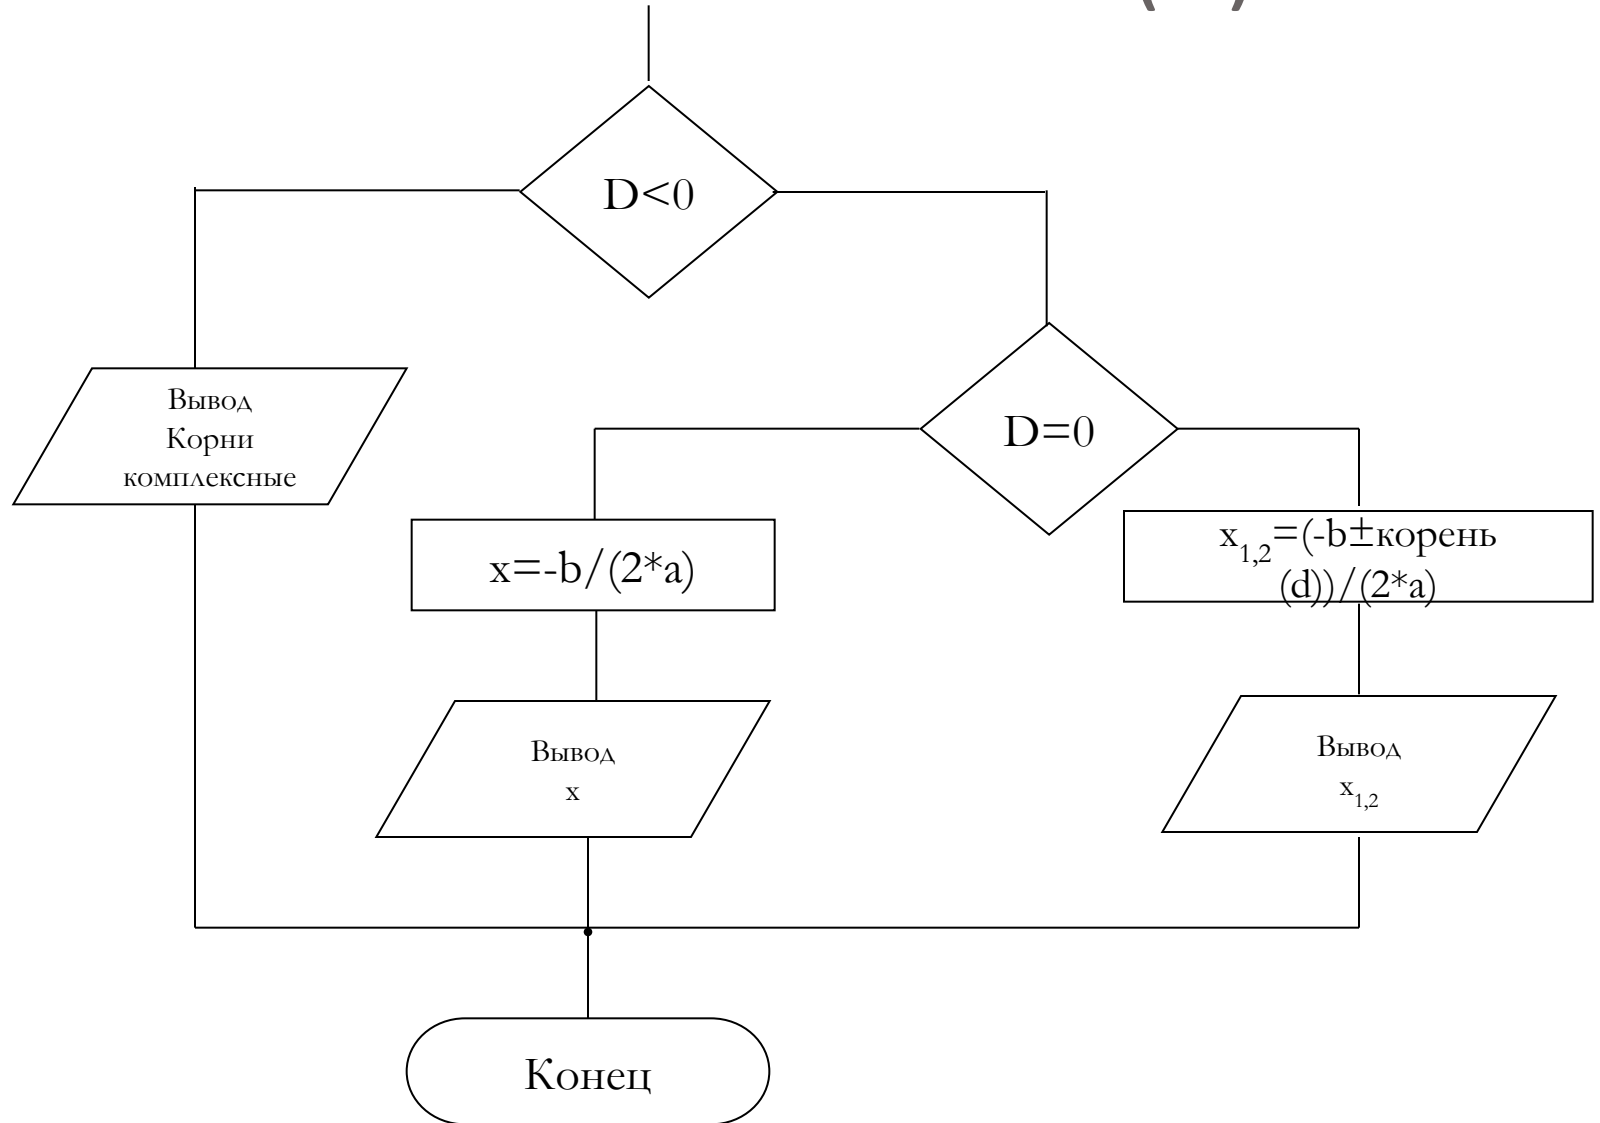 D<0
Вывод
Корни
комплексные
D=0
x=-b/(2*a)
x1,2=(-b±корень
(d))/(2*a)
Вывод
x
Вывод
x1,2
Конец